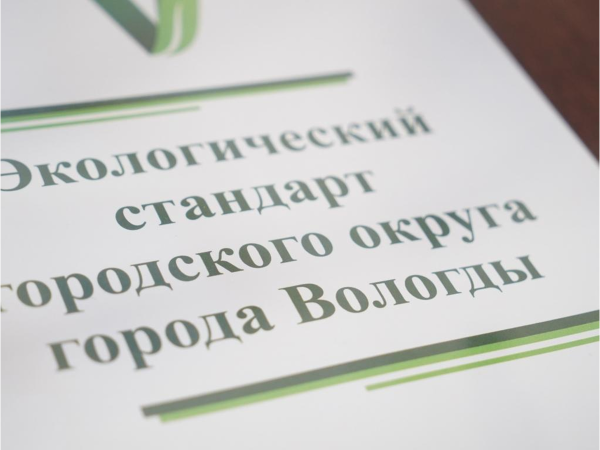 Экологический
стандарт
городского округа
города Вологды